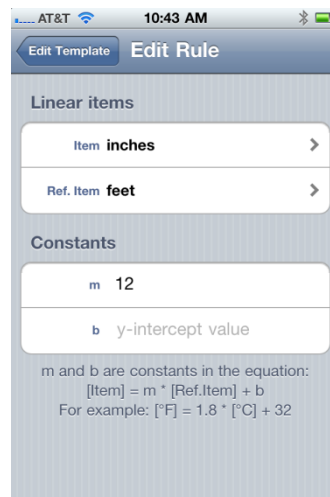 AT&T 10:43 AM
Edit Template Edit Rule
Linear items
Item inches
Ref. Item feet
Constants
m 12
b y-intercept value
m and b are constants in the equation:
[Item] = m * [Ref.Item] + b
For example: [°F] = 1.8 * [°C] + 32